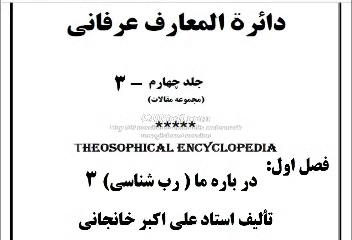 دائرة المعارف عرفانی
جلد چهارم – ۳
(مجموعه مقالات)
*****
THEOSOPHICAL ENCYCLOPEDIA
فصل اول:
در باره ما ( رب شناسی) ۳
تألیف استاد علی اکبر خانجانی